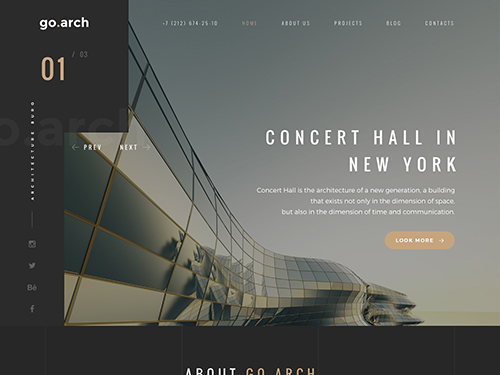 go.arch
+7 (212) 674-25-10
HOME
ABOUT US
PROJECTS
BLOG
CONTACTS
01 / 03
o.arch
ARCHITECTURE BURO
PREV
NEXT
CONCERT HALL IN
NEW YORK
Concert Hall is the architecture of a new generation, a building
that exists not only in the dimension of space,
but also in the dimension of time and communication.
LOOK MORE
Bē
ABOUT GO.ARCH